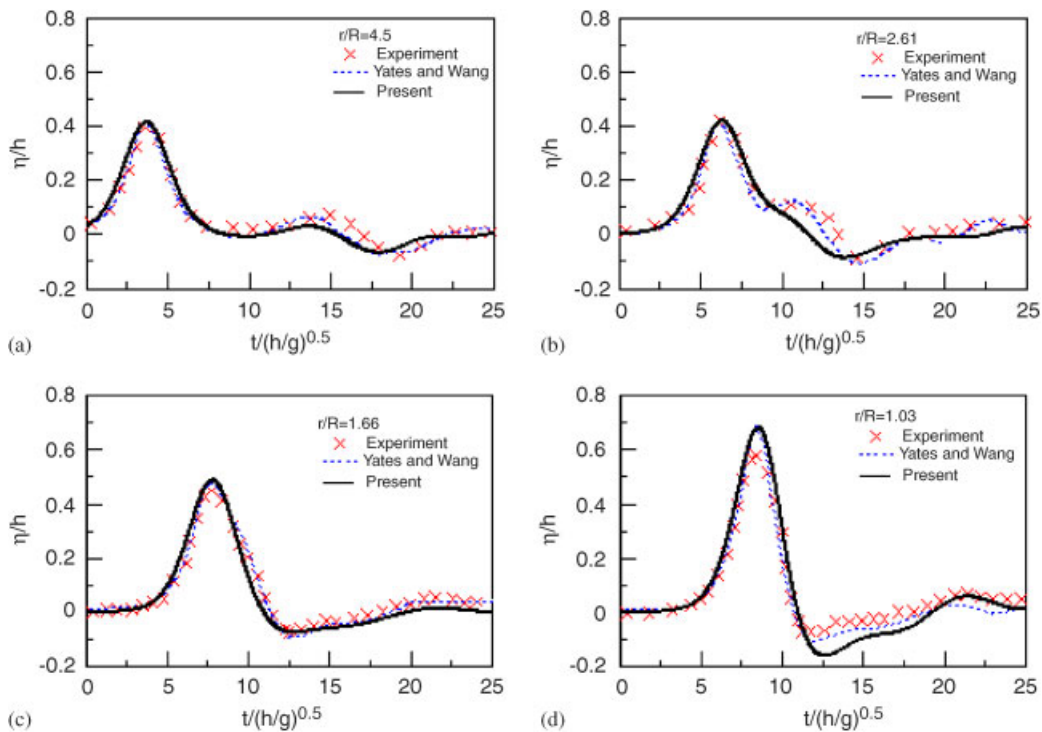 0.8
0.6
0.4
0.2
0
-0.2
η/h
r/R=4.5
Experiment
Yates and Wang
Present
0 5 10 15 20 25
t/(h/g)0.5
(a)
0.8
0.6
0.4
0.2
0
-0.2
η/h
r/R=2.61
Experiment
Yates and Wang
Present
0 5 10 15 20 25
t/(h/g)0.5
(b)
0.8
0.6
0.4
0.2
0
-0.2
η/h
r/R=1.66
Experiment
Yates and Wang
Present
0 5 10 15 20 25
t/(h/g)0.5
(c)
0.8
0.6
0.4
0.2
0
-0.2
η/h
r/R=1.03
Experiment
Yates and Wang
Present
0 5 10 15 20 25
t/(h/g)0.5
(d)